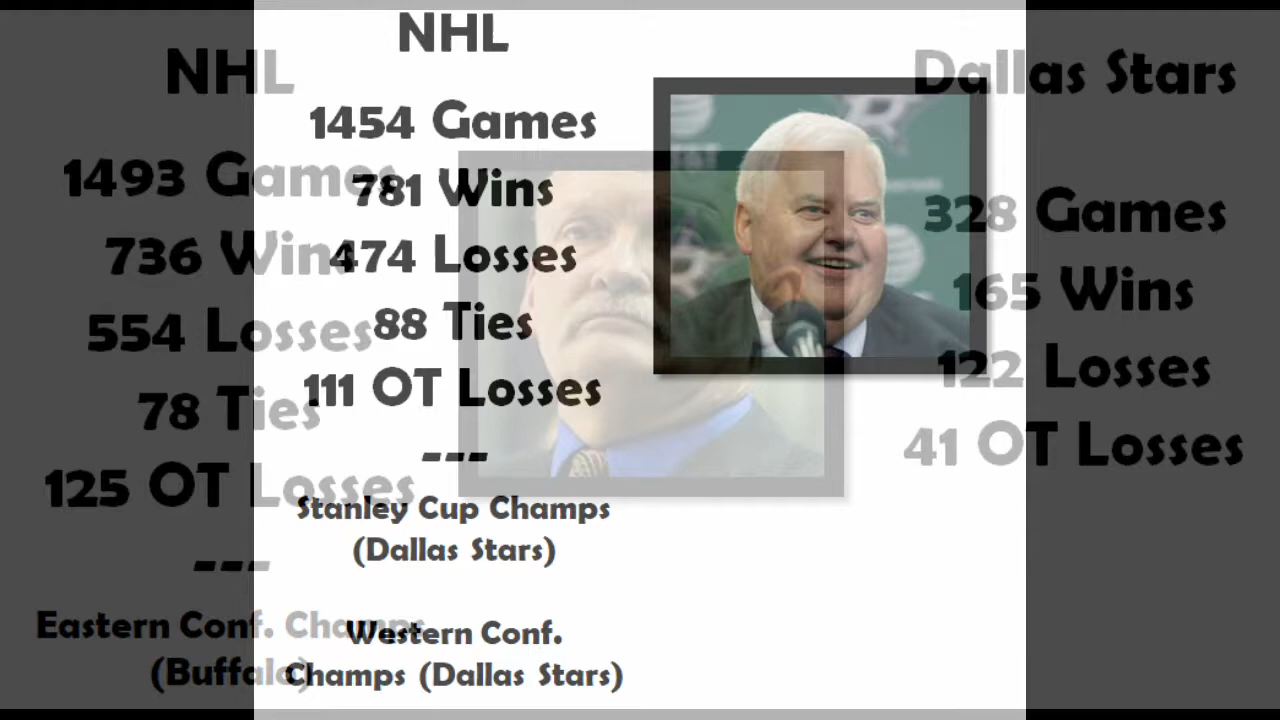 NHL
1454 Games
781 Wins
474 Losses
88 Ties
111 OT Losses
---
Stanley Cup Champs
(Dallas Stars)
Western Conf.
Champs (Dallas Stars)
NHL
1493 Games
736 Wins
554 Losses
78 Ties
125 OT Losses
---
Eastern Conf. Champs
(Buffalo)
Dallas Stars
328 Games
165 Wins
122 Losses
41 OT Losses